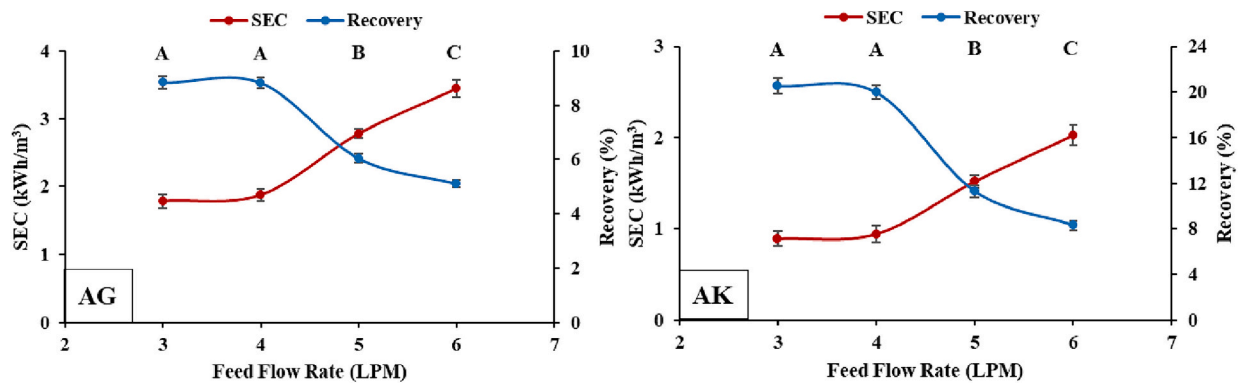 SEC Recovery
A A B C
4
3
2
1
0
SEC (kWh/m³)
10
8
6
4
2
0
Recovery (%)
AG
2 3 4 5 6 7
Feed Flow Rate (LPM)
SEC Recovery
A A B C
3
2
1
0
SEC (kWh/m³)
24
20
16
12
8
4
0
Recovery (%)
AK
2 3 4 5 6 7
Feed Flow Rate (LPM)